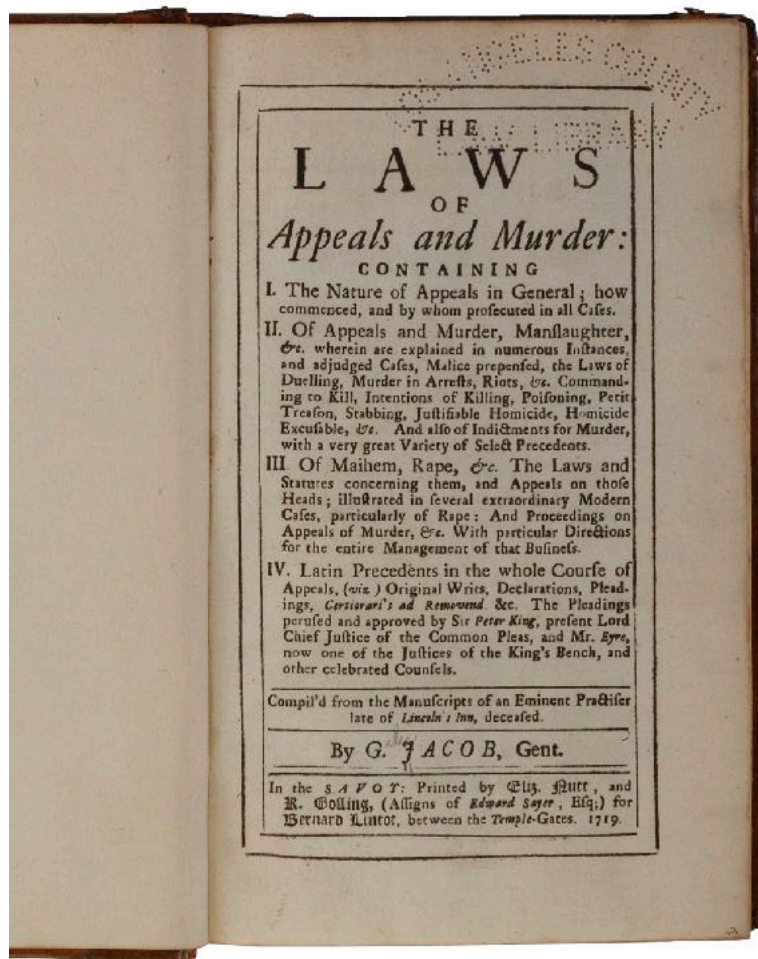 LOS ANGELES COUNTY
LAW LIBRARY
THE
LAWS
OF
Appeals and Murder:
CONTAINING
I. The Nature of Appeals in General; how
commenced, and by whom proſecuted in all Caſes.
II. Of Appeals and Murder, Manſlaughter,
&c. wherein are explained in numerous Inſtances,
and adjudged Caſes, Malice prepenſed, the Laws of
Duelling, Murder in Arreſts, Riots, &c. Command-
ing to Kill, Intentions of Killing, Poiſoning, Petit
Treaſon, Stabbing, Juſtifiable Homicide, Homicide
Excuſable, &c. And alſo of Indictments for Murder,
with a very great Variety of Select Precedents.
III. Of Maihem, Rape, &c. The Laws and
Statutes concerning them, and Appeals on thoſe
Heads; illuſtrated in ſeveral extraordinary Modern
Caſes, particularly of Rape: And Proceedings on
Appeals of Murder, &c. With particular Directions
for the entire Management of that Buſineſs.
IV. Latin Precedents in the whole Courſe of
Appeals, (viz.) Original Writs, Declarations, Plead-
ings, Certiorari's ad Removend. &c. The Pleadings
peruſed and approved by Sir Peter King, preſent Lord
Chief Juſtice of the Common Pleas, and Mr. Eyre,
now one of the Juſtices of the King's Bench, and
other celebrated Counſels.
Compil'd from the Manuſcripts of an Eminent Practiſer
late of Lincoln's Inn, deceaſed.
By G. JACOB, Gent.
In the SAVOY: Printed by Eliz. Nutt, and
R. Goſling, (Aſſigns of Edward Sayer, Eſq;) for
Bernard Lintot, between the Temple-Gates. 1719.